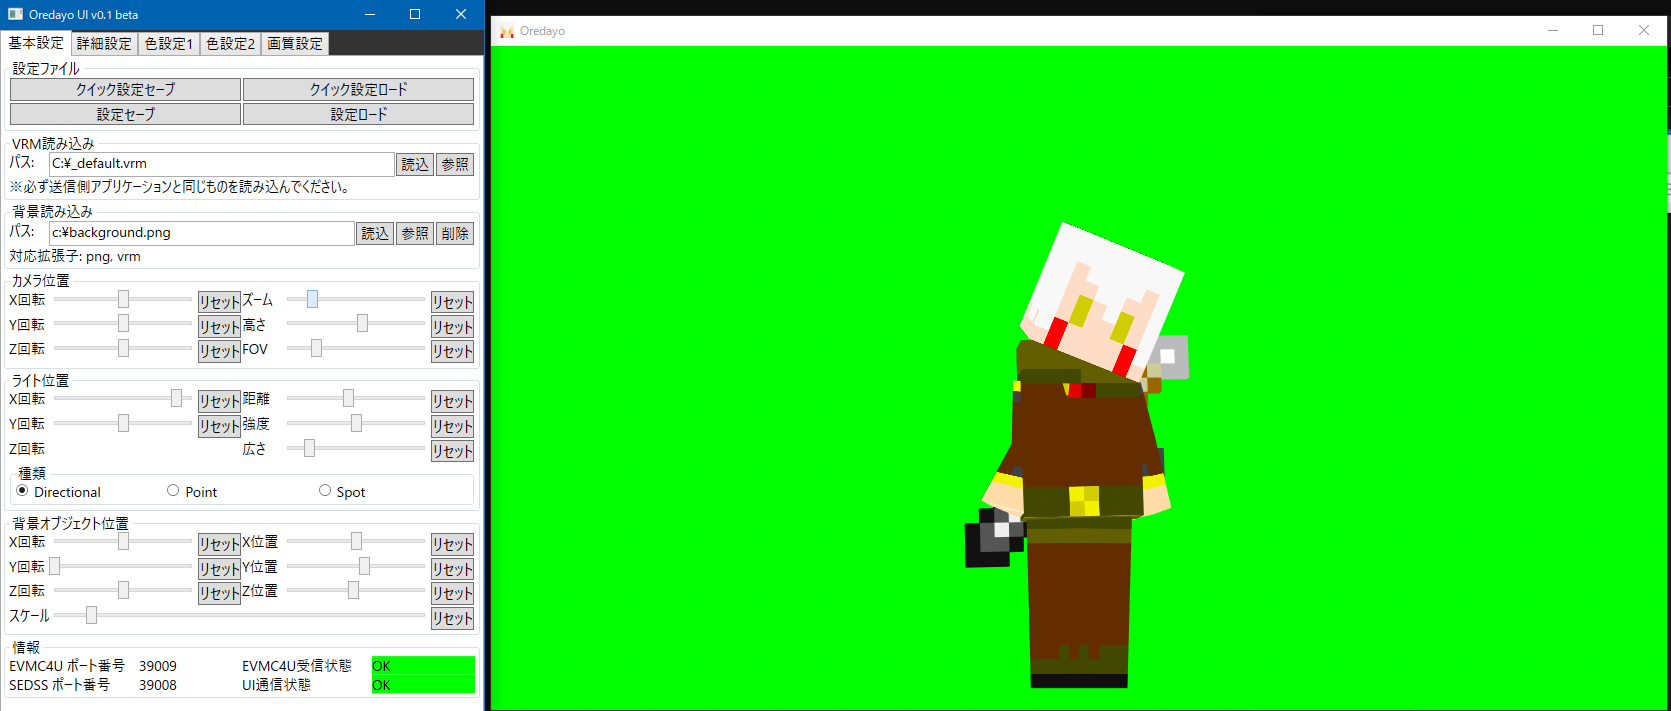 Oredayo UI v0.1 beta
基本設定 詳細設定 色設定1 色設定2 画質設定
設定ファイル
クイック設定セーブ クイック設定ロード
設定セーブ 設定ロード
VRM読み込み
パス: C:¥_default.vrm 読込 参照
※必ず送信側アプリケーションと同じものを読み込んでください。
背景読み込み
パス: c:¥background.png 読込 参照 削除
対応拡張子: png, vrm
カメラ位置
X回転 リセット ズーム リセット
Y回転 リセット 高さ リセット
Z回転 リセット FOV リセット
ライト位置
X回転 リセット 距離 リセット
Y回転 リセット 強度 リセット
Z回転 広さ リセット
種類
Directional Point Spot
背景オブジェクト位置
X回転 リセット X位置 リセット
Y回転 リセット Y位置 リセット
Z回転 リセット Z位置 リセット
スケール リセット
情報
EVMC4U ポート番号 39009 EVMC4U受信状態 OK
SEDSS ポート番号 39008 UI通信状態 OK
Oredayo